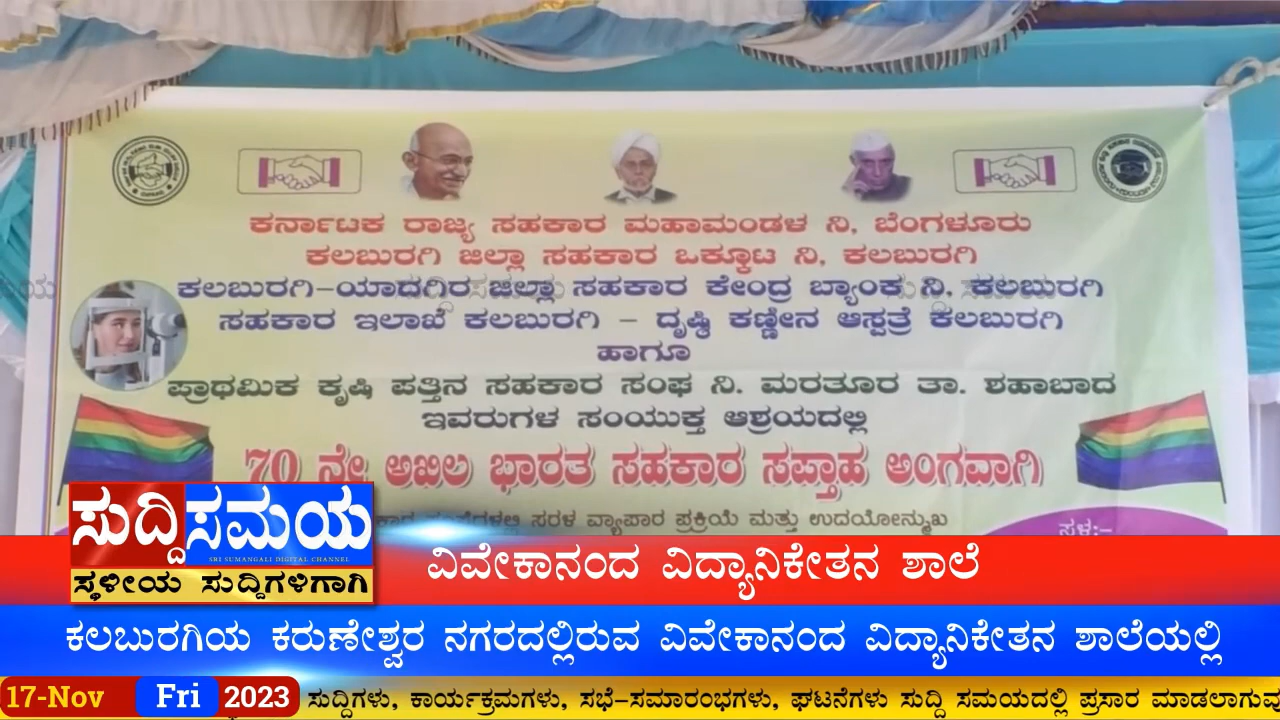 ಕರ್ನಾಟಕ ರಾಜ್ಯ ಸಹಕಾರ ಮಹಾಮಂಡಳ ನಿ, ಬೆಂಗಳೂರು
ಕಲಬುರಗಿ ಜಿಲ್ಲಾ ಸಹಕಾರ ಒಕ್ಕೂಟ ನಿ, ಕಲಬುರಗಿ
ಕಲಬುರಗಿ-ಯಾದಗಿರ ಜಿಲ್ಲಾ ಸಹಕಾರ ಕೇಂದ್ರ ಬ್ಯಾಂಕ ನಿ, ಕಲಬುರಗಿ
ಸಹಕಾರ ಇಲಾಖೆ ಕಲಬುರಗಿ - ದೃಷ್ಠಿ ಕಣ್ಣೀನ ಆಸ್ಪತ್ರೆ ಕಲಬುರಗಿ
ಹಾಗೂ
ಪ್ರಾಥಮಿಕ ಕೃಷಿ ಪತ್ತಿನ ಸಹಕಾರ ಸಂಘ ನಿ. ಮರತೂರ ತಾ. ಶಹಾಬಾದ
ಇವರುಗಳ ಸಂಯುಕ್ತ ಆಶ್ರಯದಲ್ಲಿ
70 ನೇ ಅಖಿಲ ಭಾರತ ಸಹಕಾರ ಸಪ್ತಾಹ ಅಂಗವಾಗಿ
ಸರಳ ವ್ಯಾಪಾರ ಪ್ರಕ್ರಿಯೆ ಮತ್ತು ಉದಯೋನ್ಮುಖ
ಸ್ಥಳ:-
ಸುದ್ದಿ ಸಮಯ
SRI SUMANGALI DIGITAL CHANNEL
ಸ್ಥಳೀಯ ಸುದ್ದಿಗಳಿಗಾಗಿ
ವಿವೇಕಾನಂದ ವಿದ್ಯಾನಿಕೇತನ ಶಾಲೆ
ಕಲಬುರಗಿಯ ಕರುಣೇಶ್ವರ ನಗರದಲ್ಲಿರುವ ವಿವೇಕಾನಂದ ವಿದ್ಯಾನಿಕೇತನ ಶಾಲೆಯಲ್ಲಿ
17-Nov Fri 2023 ಸುದ್ದಿಗಳು, ಕಾರ್ಯಕ್ರಮಗಳು, ಸಭೆ-ಸಮಾರಂಭಗಳು, ಘಟನೆಗಳು ಸುದ್ದಿ ಸಮಯದಲ್ಲಿ ಪ್ರಸಾರ ಮಾಡಲಾಗುವು